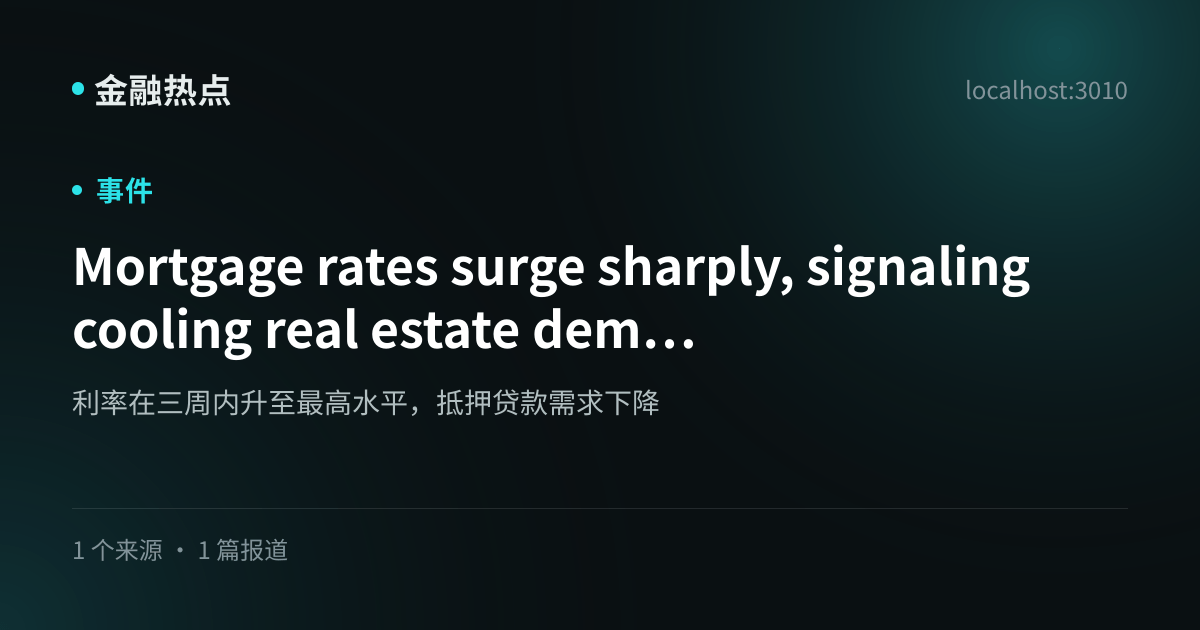 金融热点
localhost:3010
事件
Mortgage rates surge sharply, signaling
cooling real estate dem…
利率在三周内升至最高水平，抵押贷款需求下降
1 个来源 · 1 篇报道